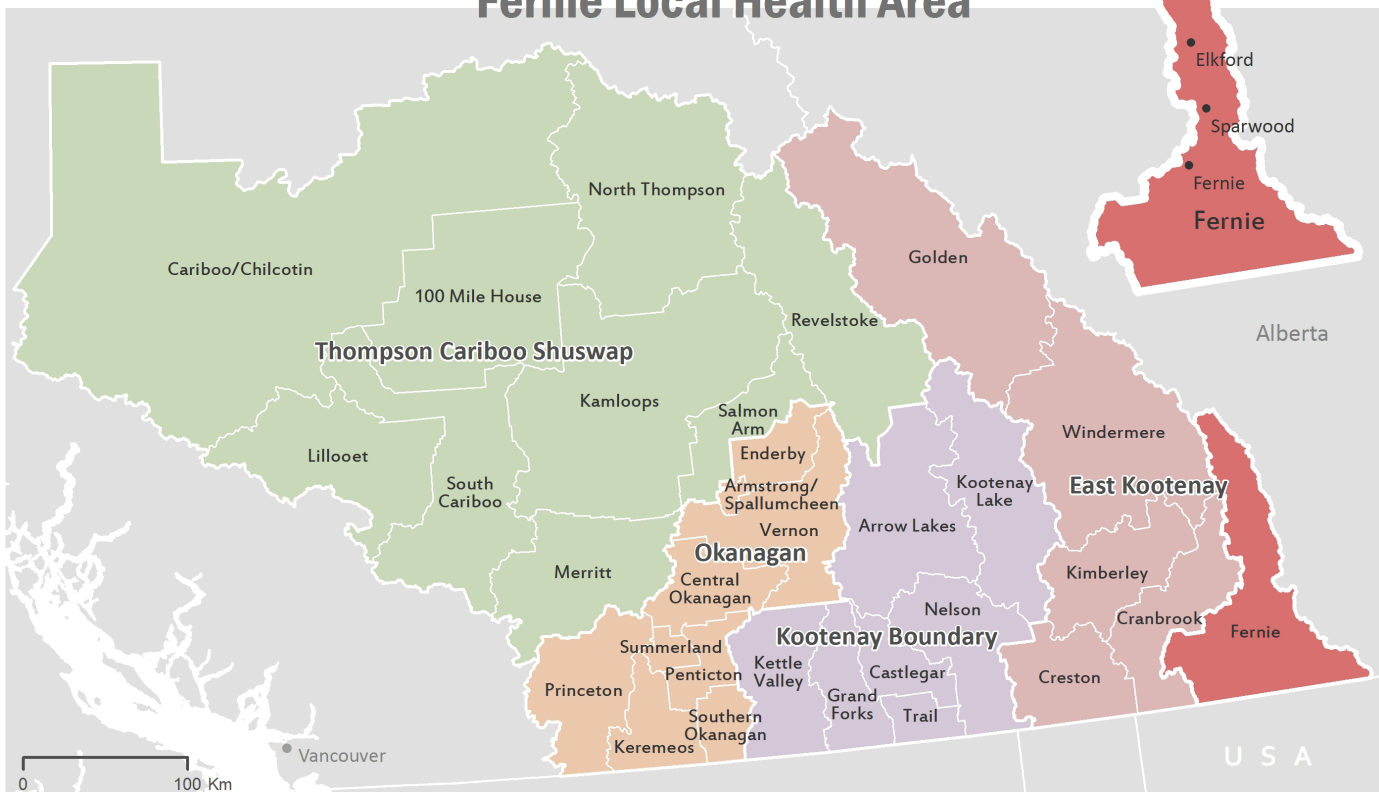 Fernie Local Health Area
Elkford
Sparwood
Fernie
Fernie
North Thompson
Cariboo/Chilcotin
Golden
100 Mile House
Revelstoke
Alberta
Thompson Cariboo Shuswap
Kamloops
Salmon
Arm
Windermere
Lillooet
Enderby
South
Cariboo
Armstrong/
Spallumcheen
Kootenay
Lake
East Kootenay
Vernon
Arrow Lakes
Okanagan
Merritt
Central
Okanagan
Kimberley
Nelson
Cranbrook
Fernie
Kootenay Boundary
Summerland
Kettle
Valley
Penticton
Castlegar
Creston
Princeton
Grand
Forks
Trail
Southern
Okanagan
Keremeos
Vancouver
USA
0
100 Km